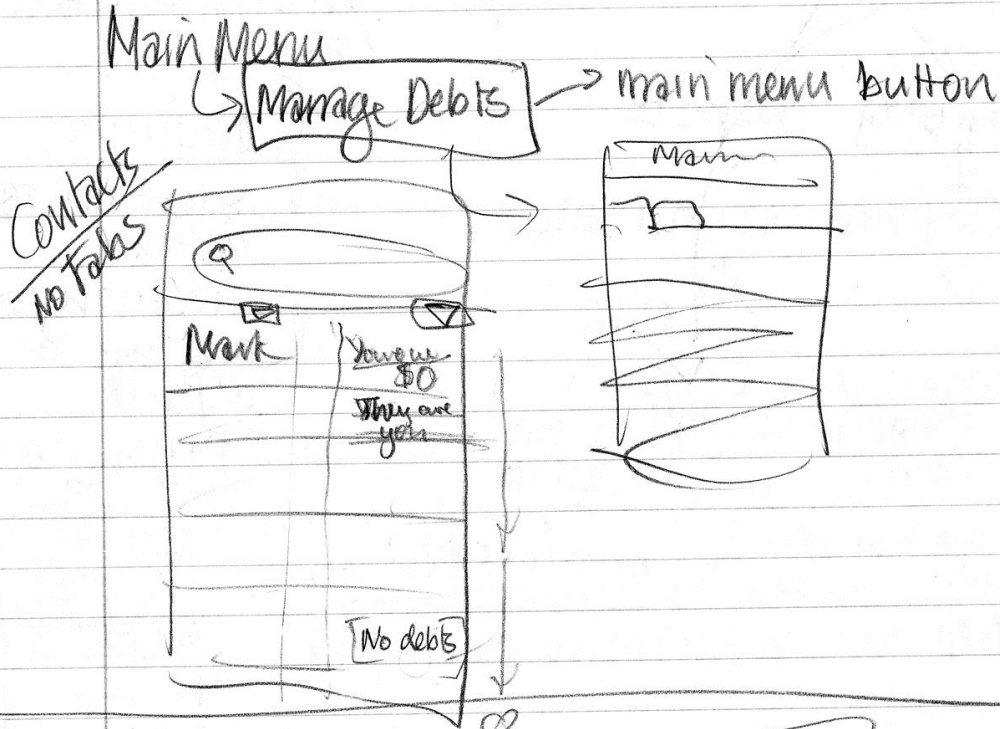 Main Menu
Manage Debts
main menu button
Main
Contacts
No Tabs
Mark
You owe
$0
They owe
you
No debts
∞